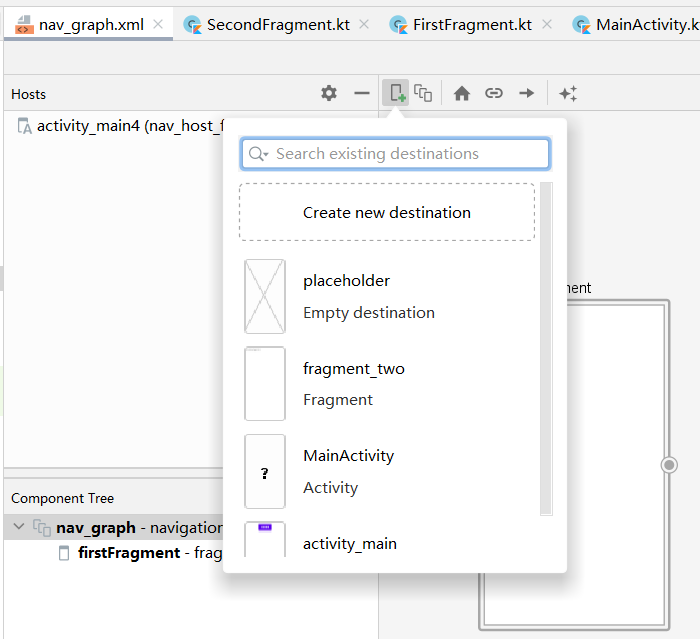 nav_graph.xml
SecondFragment.kt
FirstFragment.kt
MainActivity.k
Hosts
activity_main4 (nav_host_f
Search existing destinations
Create new destination
placeholder
Empty destination
fragment_two
Fragment
MainActivity
?
Activity
activity_main
ment
Component Tree
nav_graph - navigation
firstFragment - frag